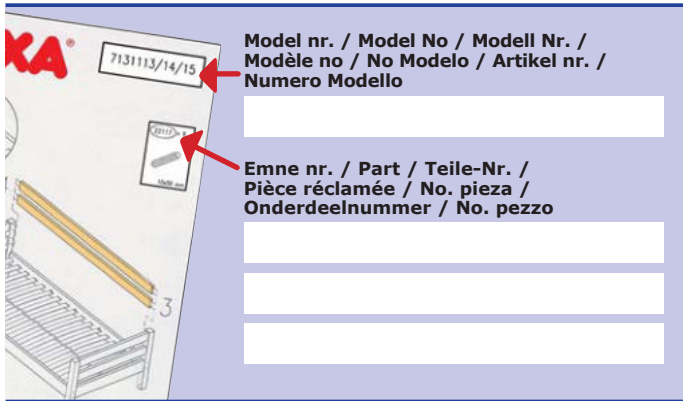 XA®
7131113/14/15
Model nr. / Model No / Modell Nr. /
Modèle no / No Modelo / Artikel nr. /
Numero Modello
Emne nr. / Part / Teile-Nr. /
Pièce réclamée / No. pieza /
Onderdeelnummer / No. pezzo
3